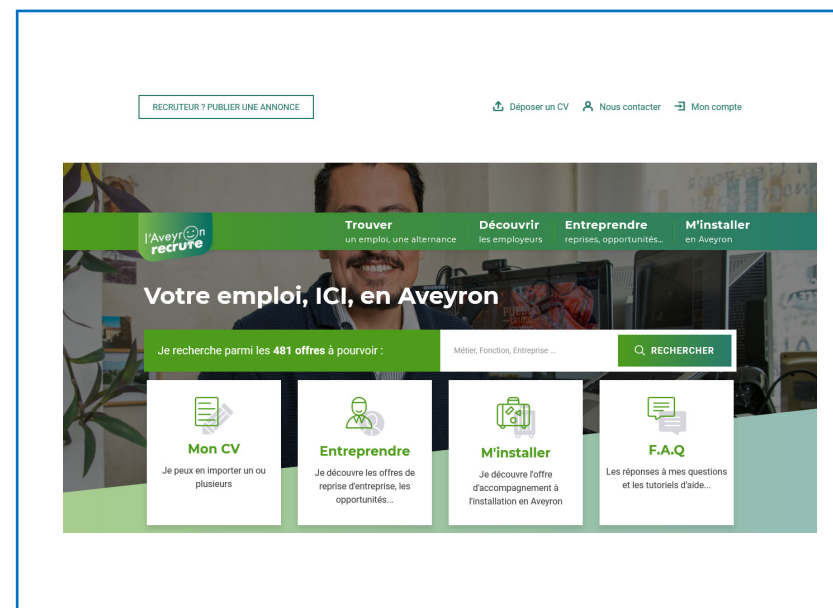 RECRUTEUR ? PUBLIER UNE ANNONCE
Déposer un CV Nous contacter Mon compte
l'Aveyron
recrute
Trouver
un emploi, une alternance
Découvrir
les employeurs
Entreprendre
reprises, opportunités...
M'installer
en Aveyron
Votre emploi, ICI, en Aveyron
Je recherche parmi les 481 offres à pourvoir :
Métier, Fonction, Entreprise ...
RECHERCHER
Mon CV
Je peux en importer un ou
plusieurs
Entreprendre
Je découvre les offres de
reprise d'entreprise, les
opportunités...
M'installer
Je découvre l'offre
d'accompagnement à
l'installation en Aveyron
F.A.Q
Les réponses à mes questions
et les tutoriels d'aide...